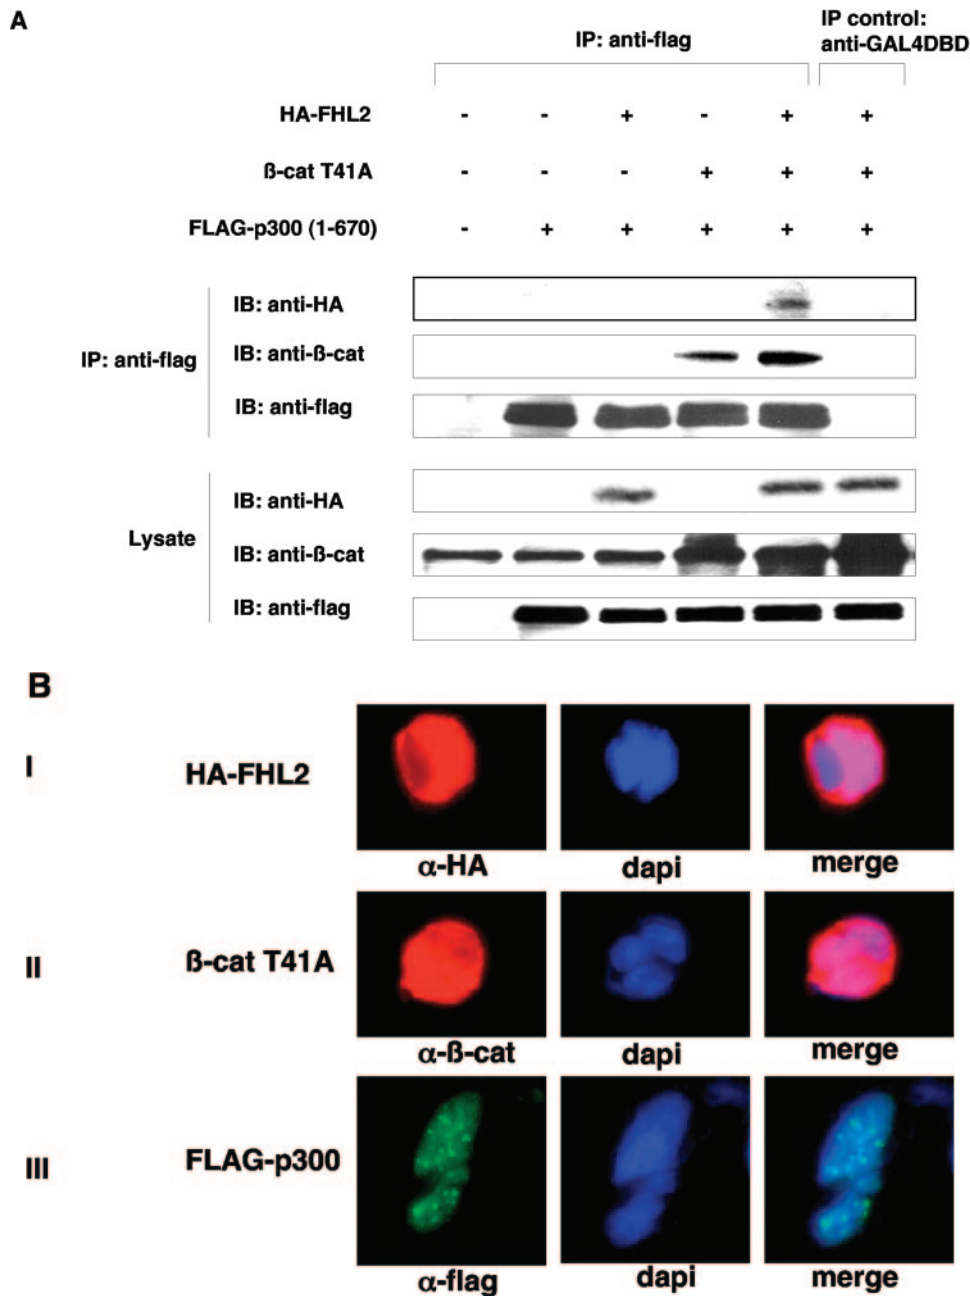 A
IP: anti-flag
IP control:
anti-GAL4DBD
HA-FHL2 - - + - + +
ß-cat T41A - - - + + +
FLAG-p300 (1-670) - + + + + +
IP: anti-flag
IB: anti-HA
IB: anti-ß-cat
IB: anti-flag
Lysate
IB: anti-HA
IB: anti-ß-cat
IB: anti-flag
B
I
HA-FHL2
α-HA dapi merge
II
ß-cat T41A
α-ß-cat dapi merge
III
FLAG-p300
α-flag dapi merge